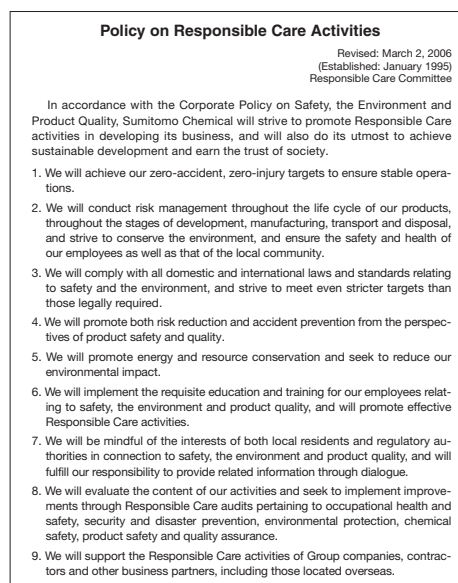 Policy on Responsible Care Activities
Revised: March 2, 2006
(Established: January 1995)
Responsible Care Committee
In accordance with the Corporate Policy on Safety, the Environment and
Product Quality, Sumitomo Chemical will strive to promote Responsible Care
activities in developing its business, and will also do its utmost to achieve
sustainable development and earn the trust of society.
1. We will achieve our zero-accident, zero-injury targets to ensure stable opera-
tions.
2. We will conduct risk management throughout the life cycle of our products,
throughout the stages of development, manufacturing, transport and disposal,
and strive to conserve the environment, and ensure the safety and health of
our employees as well as that of the local community.
3. We will comply with all domestic and international laws and standards relating
to safety and the environment, and strive to meet even stricter targets than
those legally required.
4. We will promote both risk reduction and accident prevention from the perspec-
tives of product safety and quality.
5. We will promote energy and resource conservation and seek to reduce our
environmental impact.
6. We will implement the requisite education and training for our employees relat-
ing to safety, the environment and product quality, and will promote effective
Responsible Care activities.
7. We will be mindful of the interests of both local residents and regulatory au-
thorities in connection to safety, the environment and product quality, and will
fulfill our responsibility to provide related information through dialogue.
8. We will evaluate the content of our activities and seek to implement improve-
ments through Responsible Care audits pertaining to occupational health and
safety, security and disaster prevention, environmental protection, chemical
safety, product safety and quality assurance.
9. We will support the Responsible Care activities of Group companies, contrac-
tors and other business partners, including those located overseas.